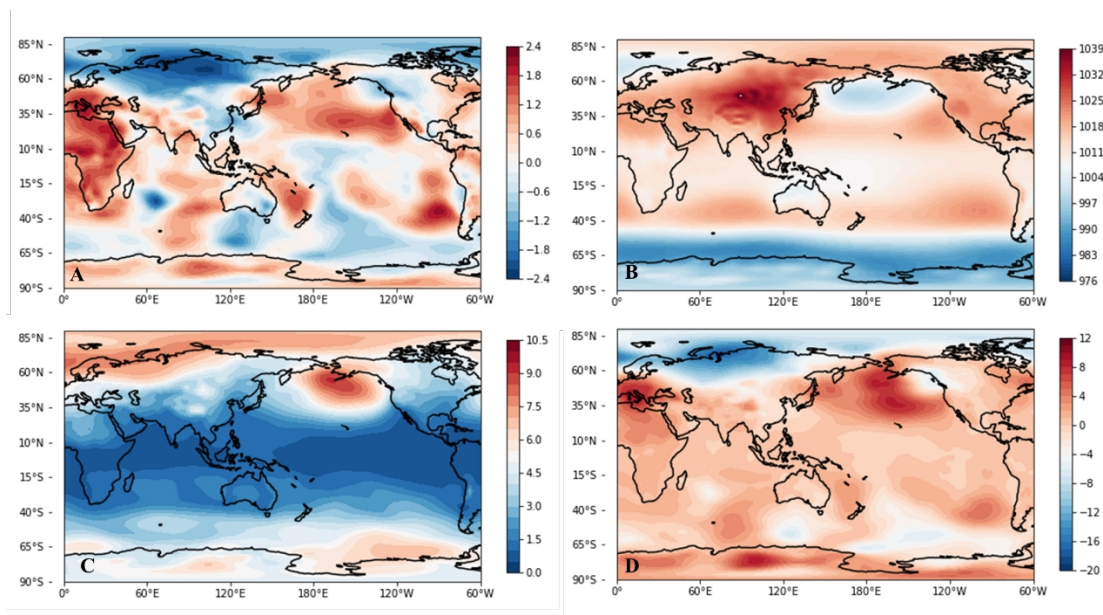 85°N -
60°N -
35°N -
10°N -
15°S -
40°S -
65°S -
90°S -
0°
60°E
120°E
180°E
120°W
60°W
A
2.4
1.8
1.2
0.6
0.0
−0.6
−1.2
−1.8
−2.4
85°N -
60°N -
35°N -
10°N -
15°S -
40°S -
65°S -
90°S -
0°
60°E
120°E
180°E
120°W
60°W
B
1039
1032
1025
1018
1011
1004
997
990
983
976
85°N -
60°N -
35°N -
10°N -
15°S -
40°S -
65°S -
90°S -
0°
60°E
120°E
180°E
120°W
60°W
C
10.5
9.0
7.5
6.0
4.5
3.0
1.5
0.0
85°N -
60°N -
35°N -
10°N -
15°S -
40°S -
65°S -
90°S -
0°
60°E
120°E
180°E
120°W
60°W
D
12
8
4
0
−4
−8
−12
−16
−20